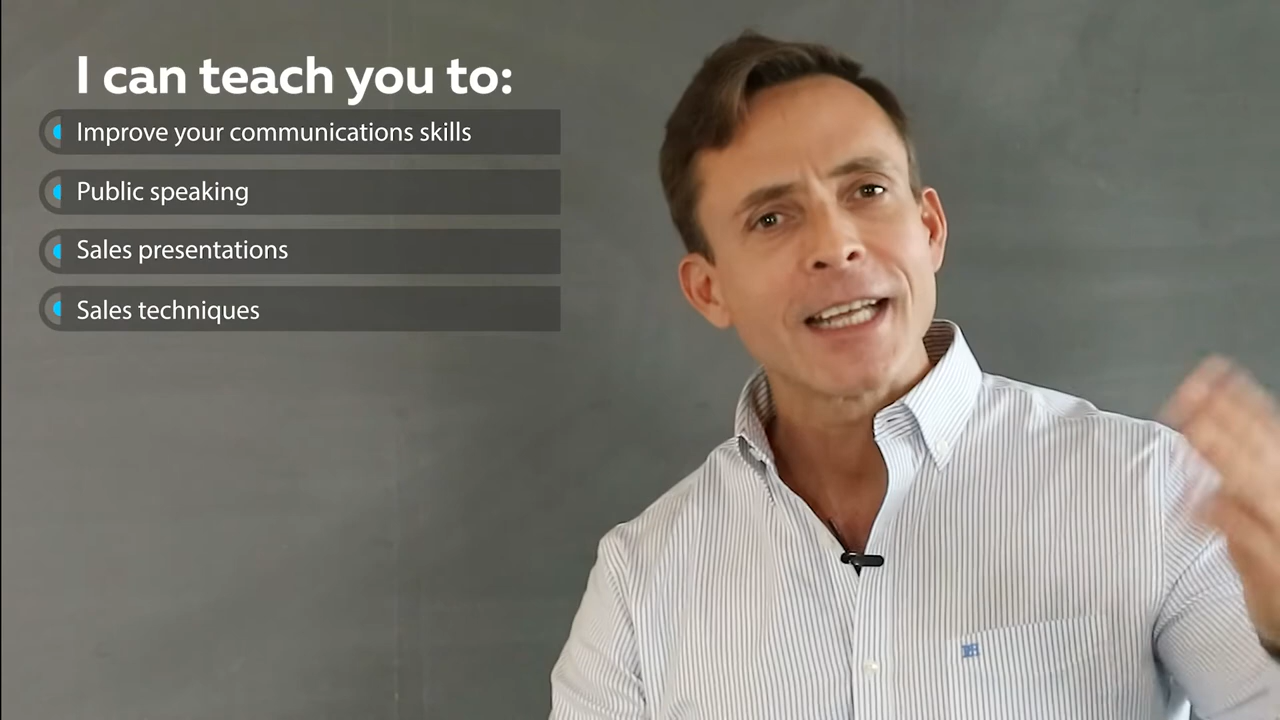 I can teach you to:
Improve your communications skills
Public speaking
Sales presentations
Sales techniques